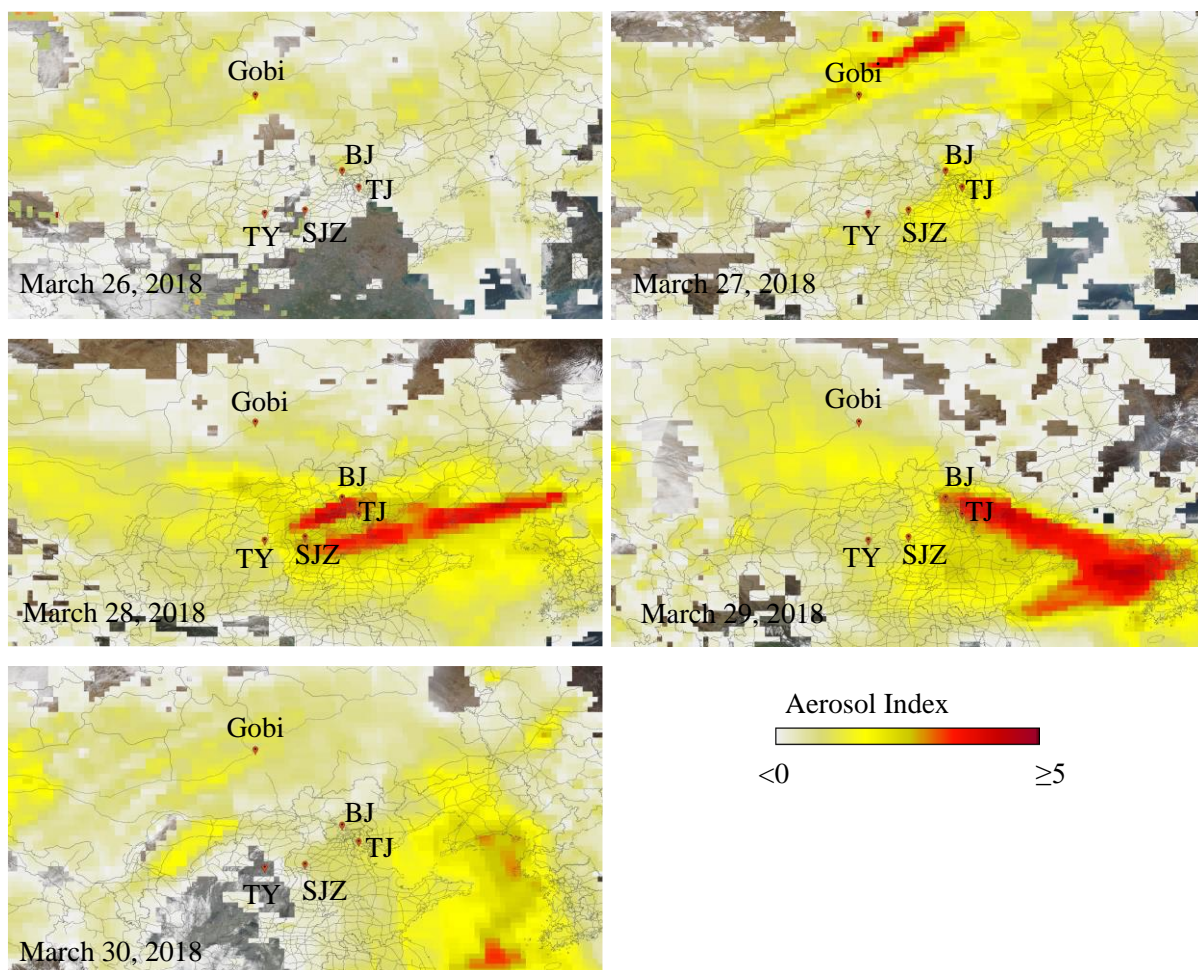 Gobi
BJ
TJ
TY
SJZ
March 26, 2018
Gobi
BJ
TJ
TY
SJZ
March 27, 2018
Gobi
BJ
TJ
TY
SJZ
March 28, 2018
Gobi
BJ
TJ
TY
SJZ
March 29, 2018
Gobi
BJ
TJ
TY
SJZ
March 30, 2018
Aerosol Index
<0
≥5